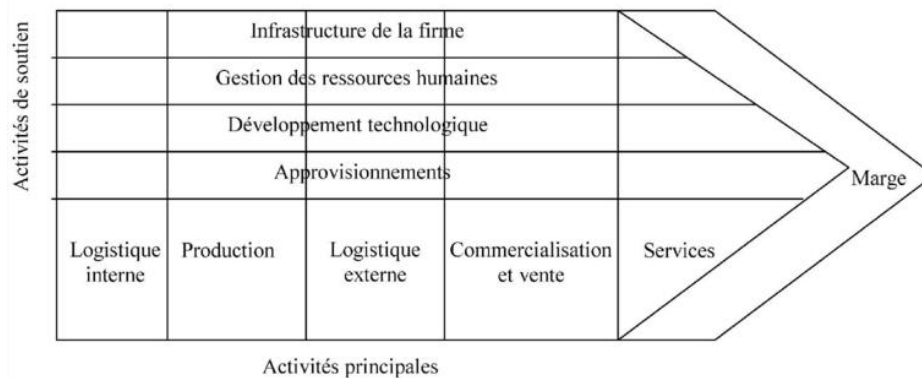 Activités de soutien
Infrastructure de la firme
Gestion des ressources humaines
Développement technologique
Approvisionnements
Marge
Logistique
interne
Production
Logistique
externe
Commercialisation
et vente
Services
Activités principales